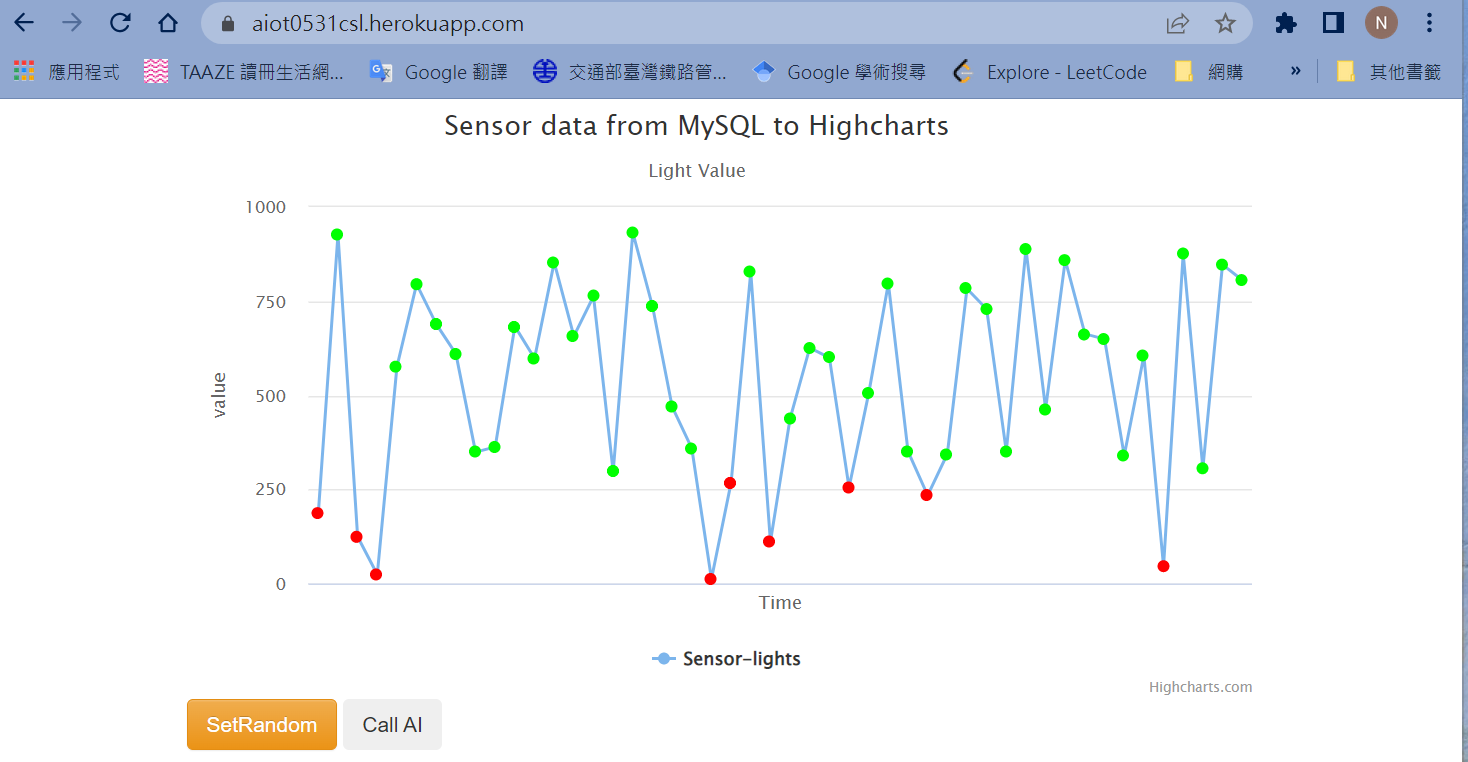 aiot0531csl.herokuapp.com
N
應用程式 TAAZE 讀冊生活網... Google 翻譯 交通部臺灣鐵路管... Google 學術搜尋 Explore - LeetCode 網購 » 其他書籤
Sensor data from MySQL to Highcharts
Light Value
1000
750
500
250
0
value
Time
Sensor-lights
Highcharts.com
SetRandom Call AI